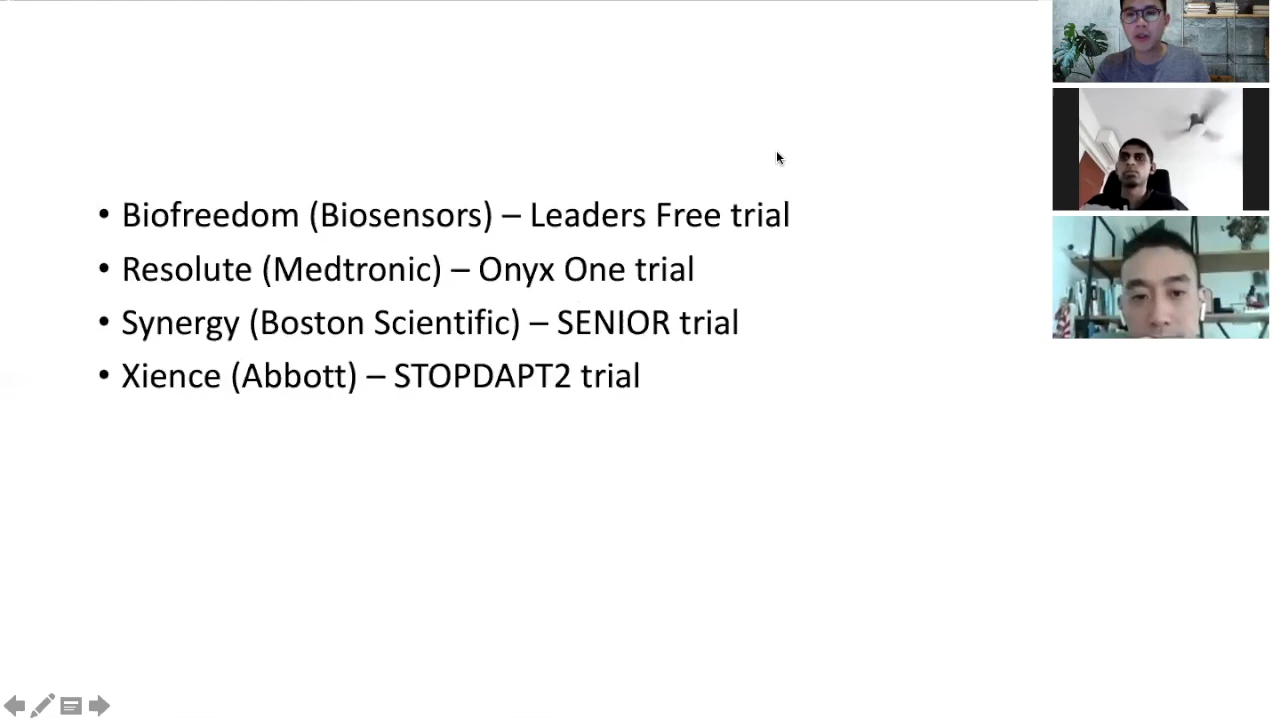 • Biofreedom (Biosensors) – Leaders Free trial
• Resolute (Medtronic) – Onyx One trial
• Synergy (Boston Scientific) – SENIOR trial
• Xience (Abbott) – STOPDAPT2 trial